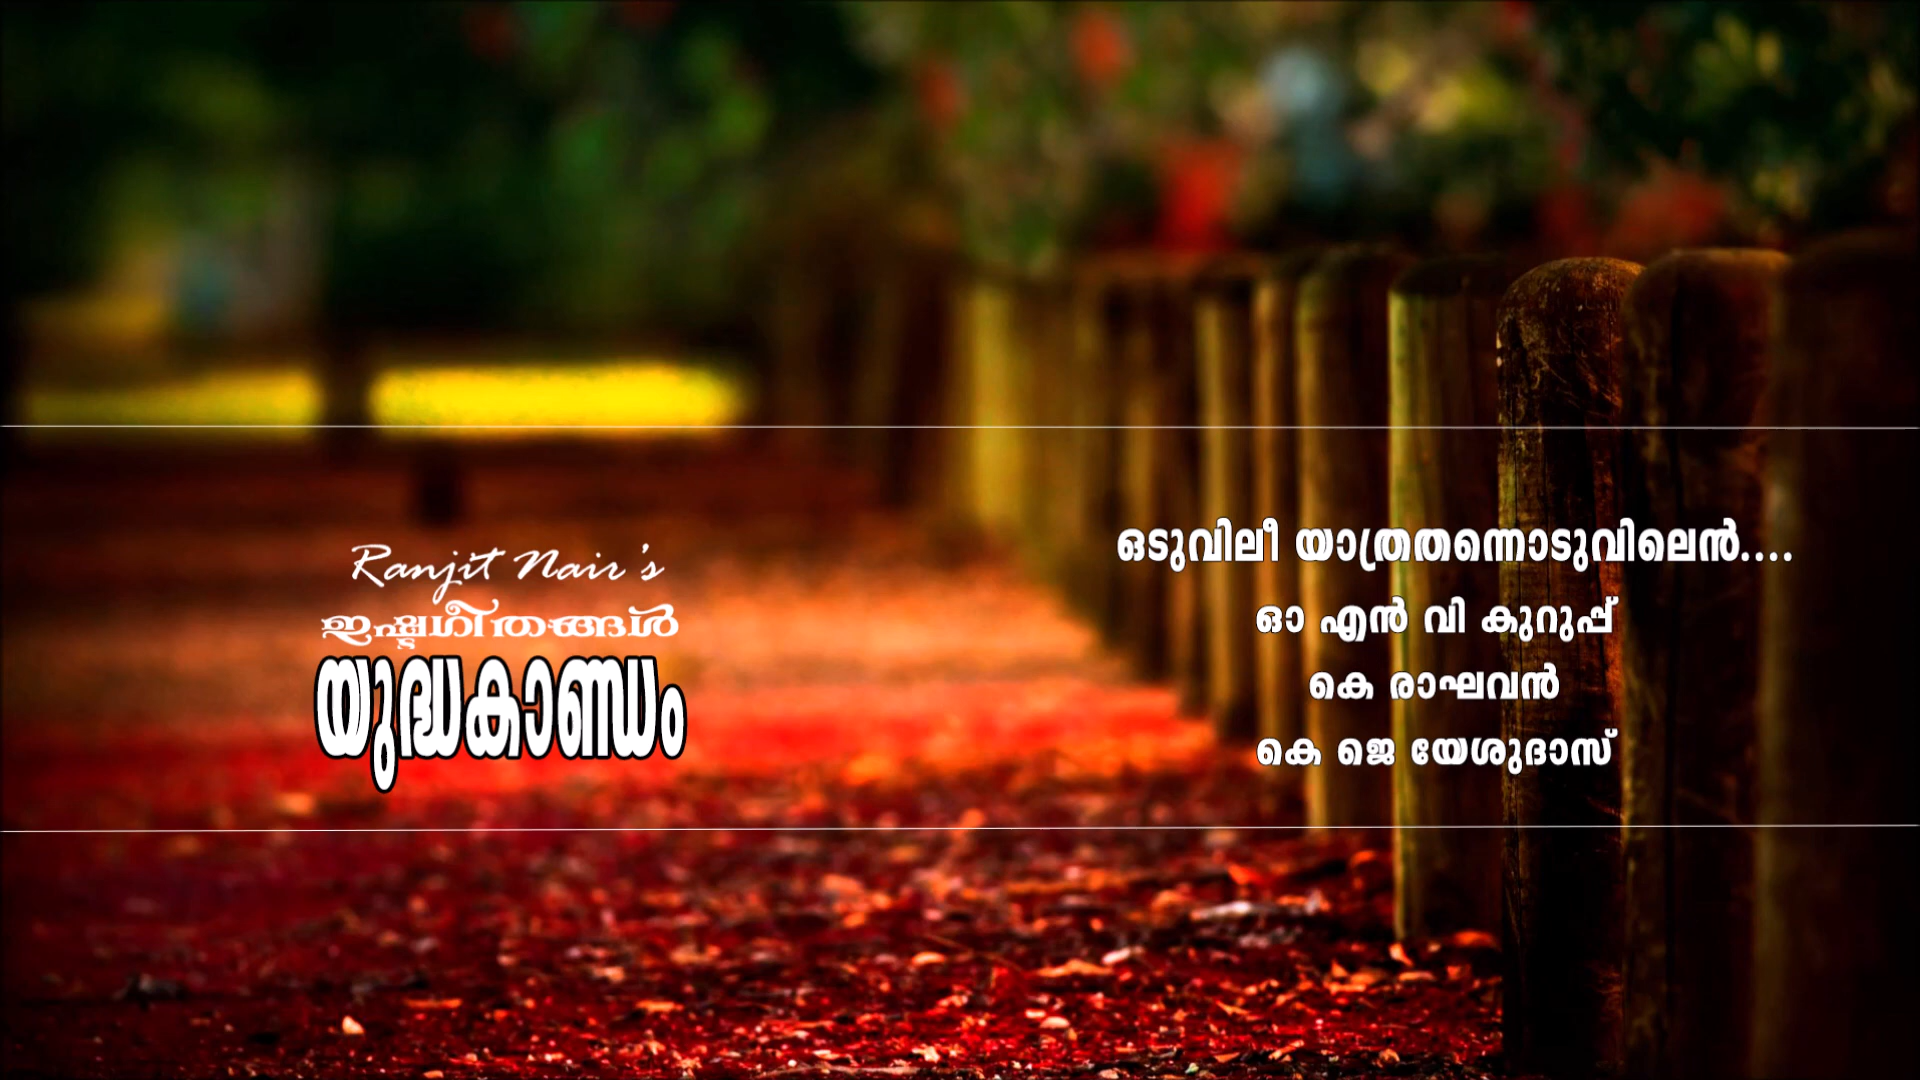 Ranjit Nair's
ഇഷ്ടഗീതങ്ങൾ
യുദ്ധകാണ്ഡം
ഒടുവിലീ യാത്രതന്നൊടുവിലെൻ....
ഓ എൻ വി കുറുപ്പ്
കെ രാഘവൻ
കെ ജെ യേശുദാസ്